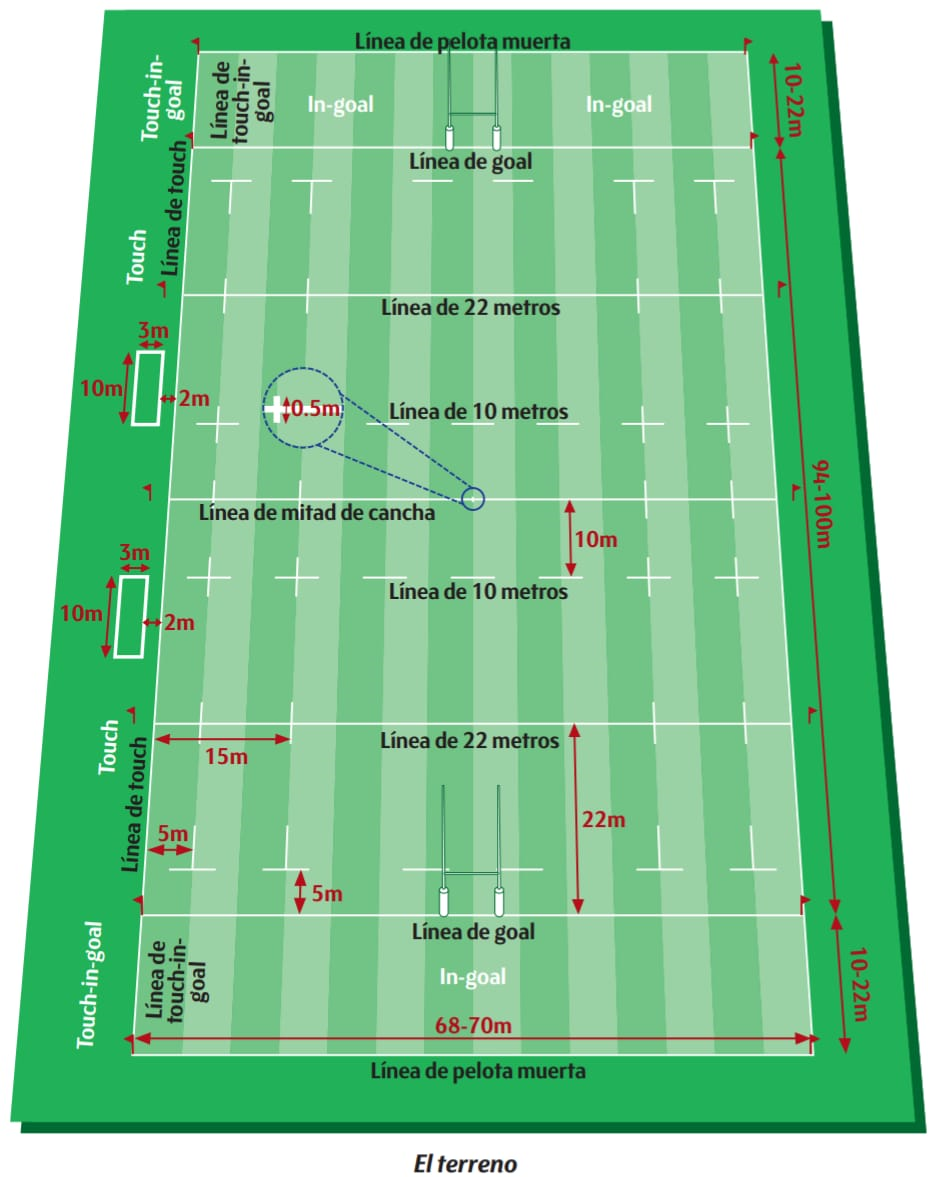 Línea de pelota muerta
Touch-in-
goal
Línea de
touch-in-
goal
In-goal
In-goal
10-22m
Línea de goal
Línea de touch
Touch
Línea de 22 metros
3m
10m
2m
0.5m
Línea de 10 metros
94-100m
Línea de mitad de cancha
10m
3m
10m
2m
Línea de 10 metros
Touch
Línea de touch
15m
Línea de 22 metros
22m
5m
5m
Línea de goal
Touch-in-goal
Línea de
touch-in-
goal
In-goal
10-22m
68-70m
Línea de pelota muerta
El terreno